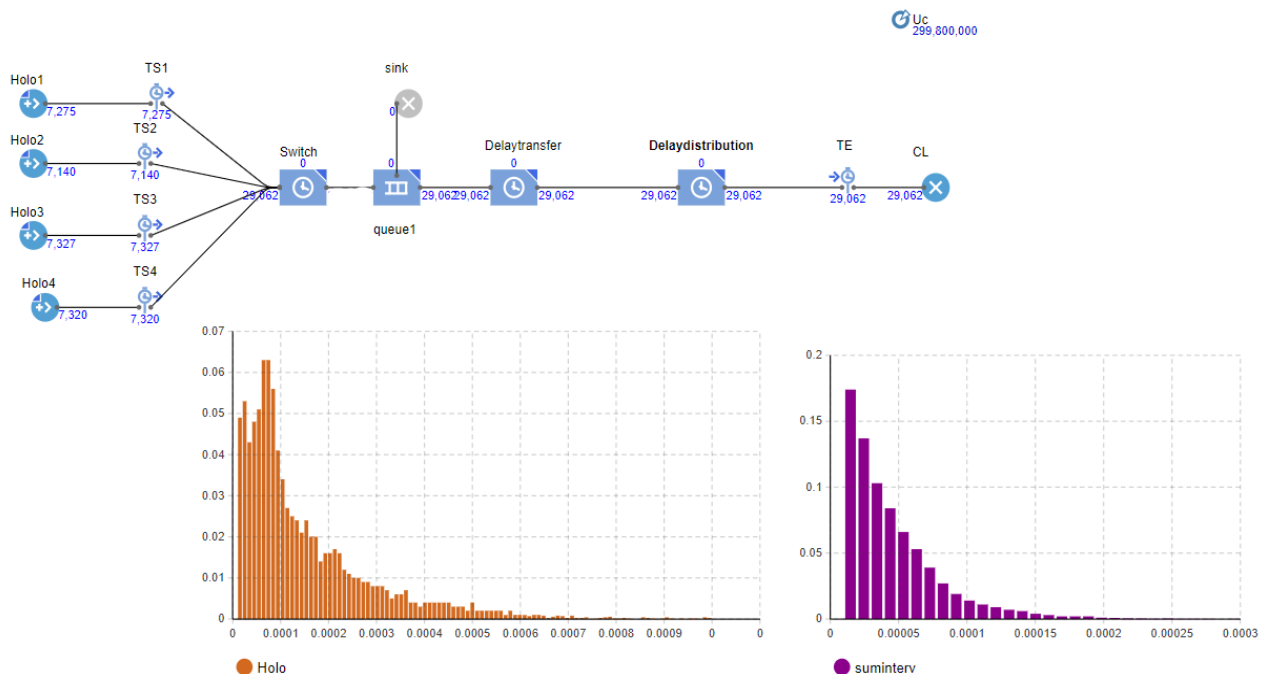 Uc
299,800,000
Holo1
7,275
TS1
7,275
sink
0
Holo2
7,140
TS2
7,140
Switch
0
29,062
0
29,062
queue1
Delaytransfer
0
29,062
29,062
Delaydistribution
0
29,062
29,062
TE
29,062
CL
29,062
Holo3
7,327
TS3
7,327
Holo4
7,320
TS4
7,320
0.07
0.06
0.05
0.04
0.03
0.02
0.01
0
0 0.0001 0.0002 0.0003 0.0004 0.0005 0.0006 0.0007 0.0008 0.0009 0 0
Holo
0.2
0.15
0.1
0.05
0
0 0.00005 0.0001 0.00015 0.0002 0.00025 0.0003
suminterv